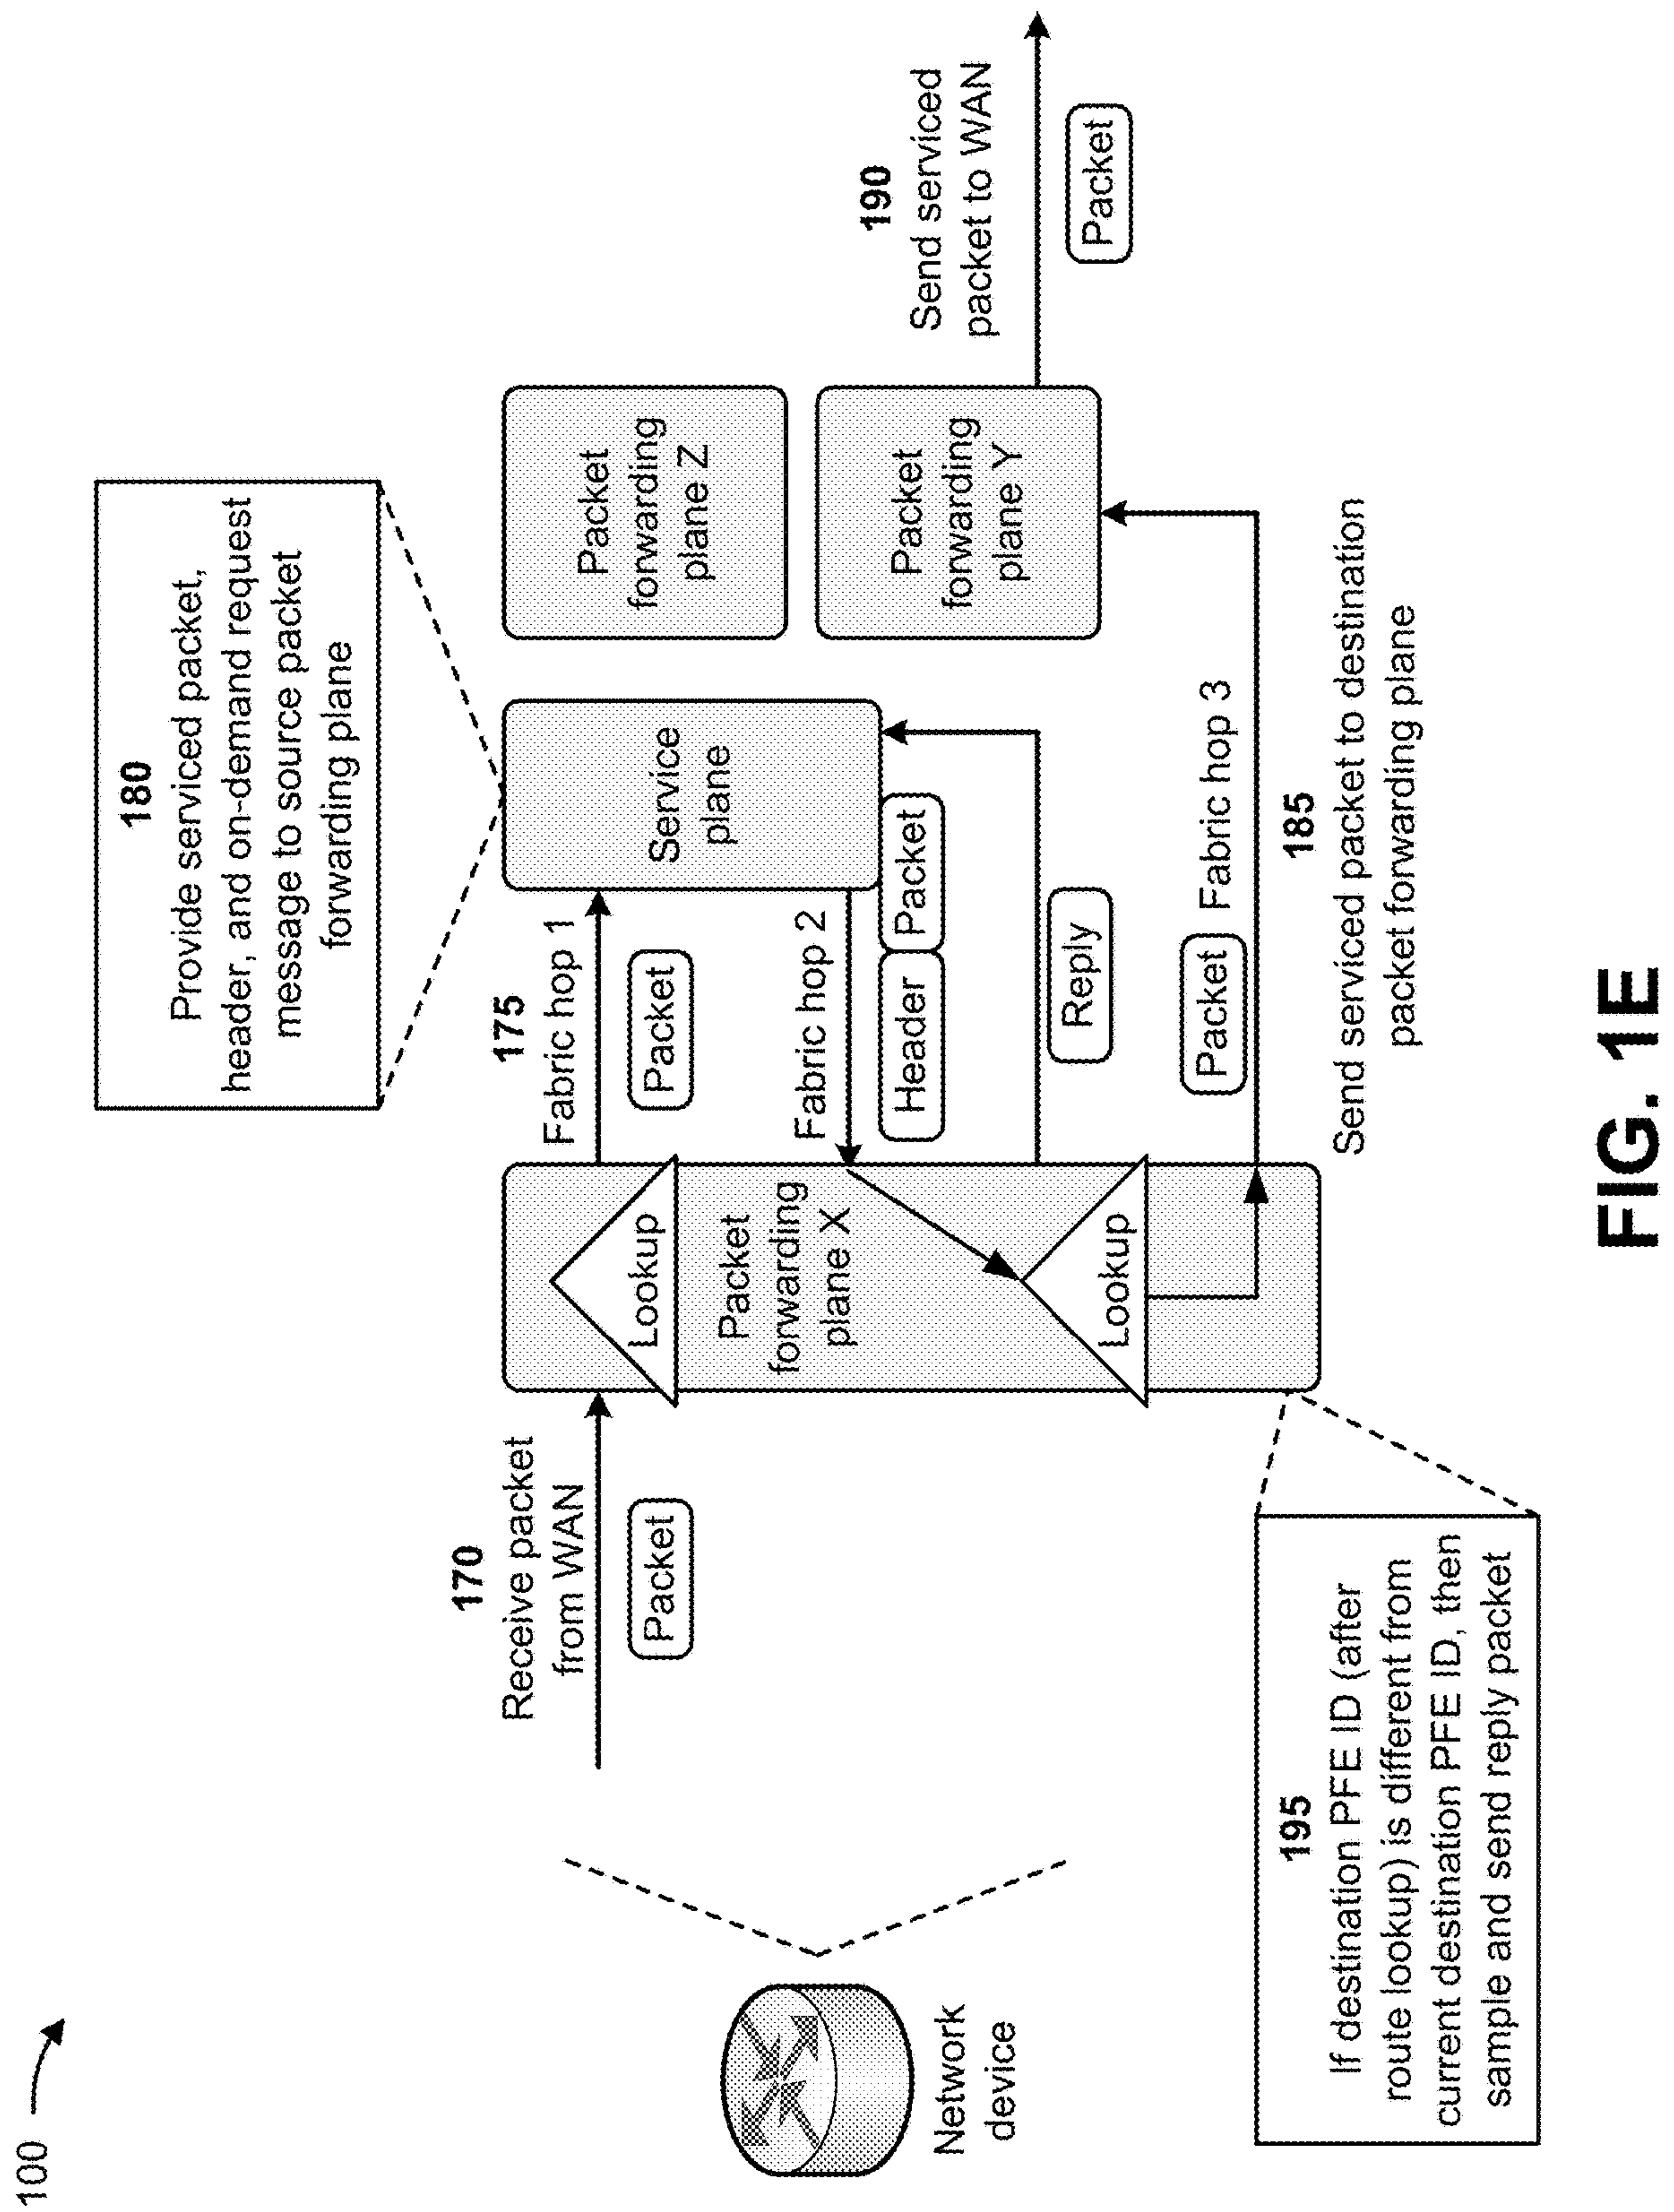 100
180
Provide serviced packet,
header, and on-demand request
message to source packet
forwarding plane
170
Receive packet
from WAN
Packet
175
Fabric hop 1
Packet
Lookup
Packet
forwarding
plane X
Lookup
Fabric hop 2
Header
Packet
Reply
Service
plane
Packet
forwarding
plane Z
Packet
forwarding
plane Y
190
Send serviced
packet to WAN
Packet
Packet
Fabric hop 3
185
Send serviced packet to destination
packet forwarding plane
Network
device
195
If destination PFE ID (after
route lookup) is different from
current destination PFE ID, then
sample and send reply packet
FIG. 1E